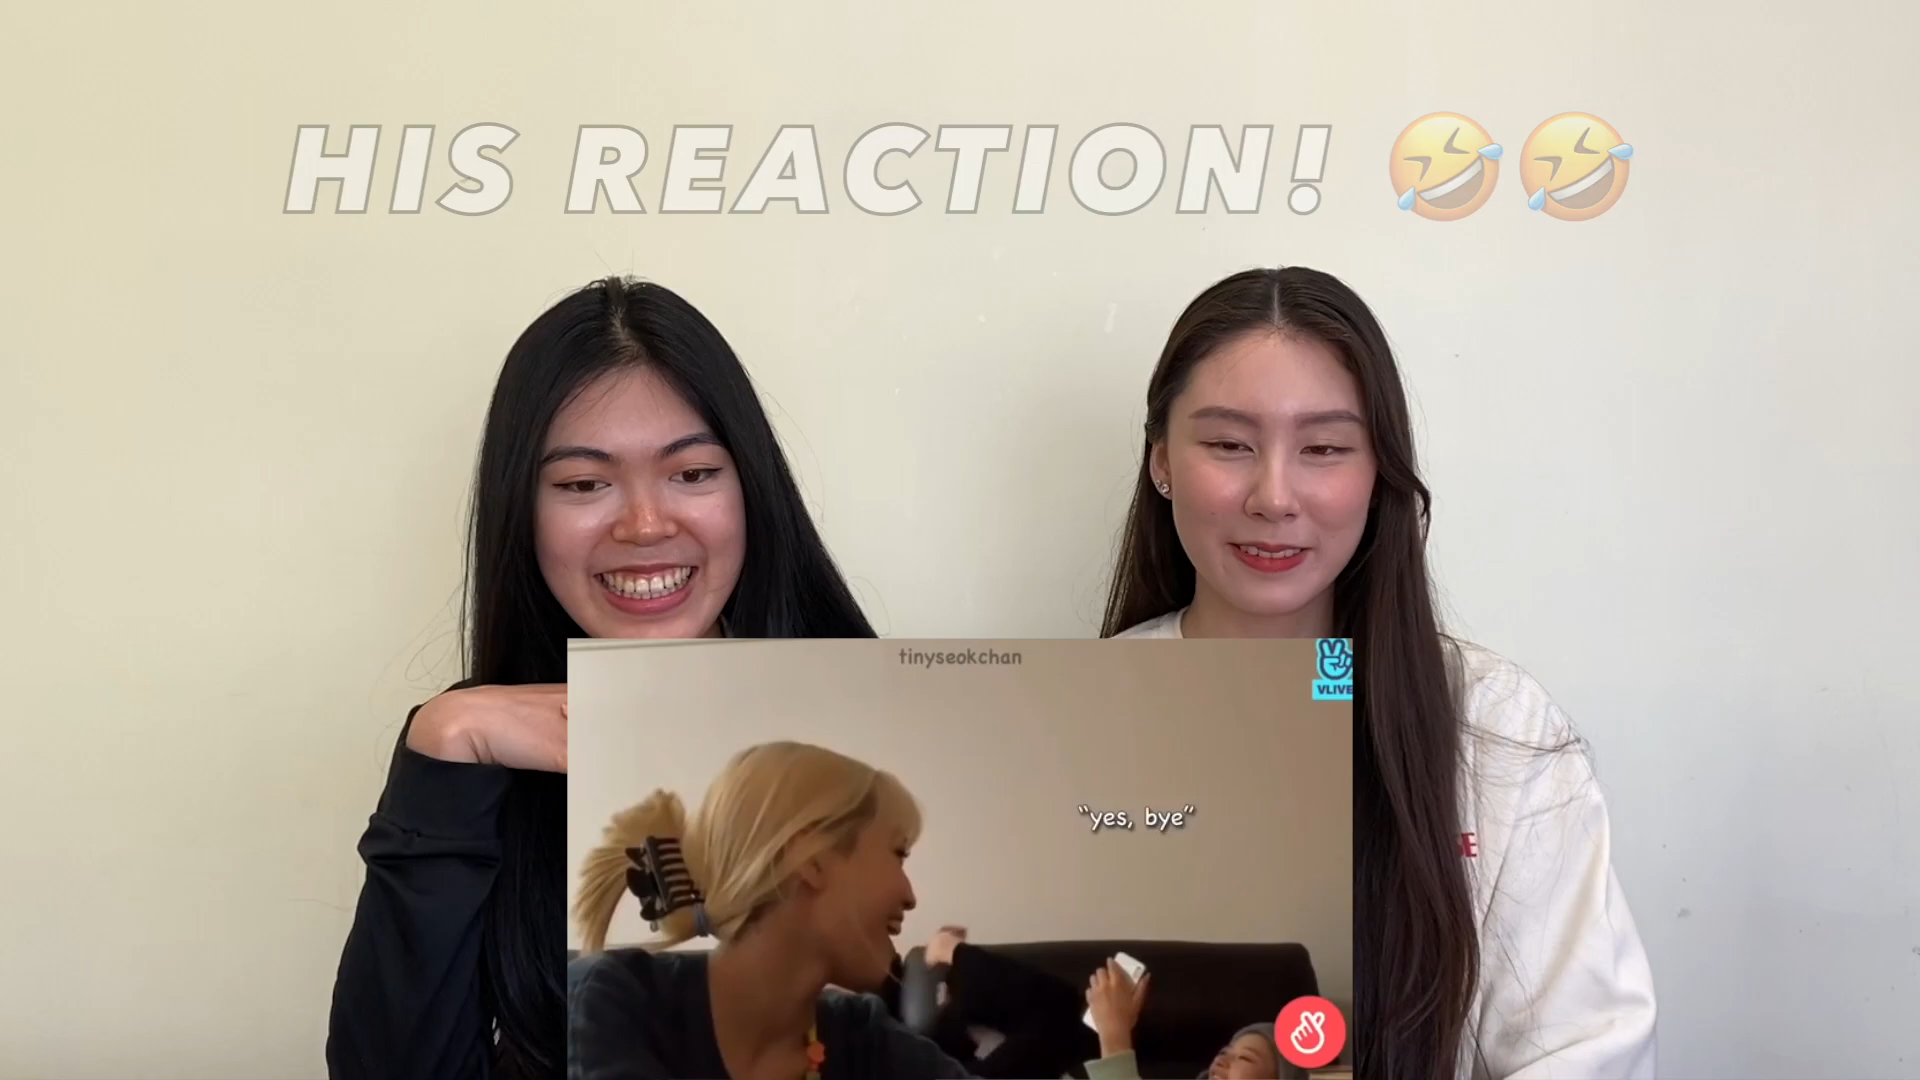 HIS REACTION! 🤣🤣
tinyseokchan
VLIVE
"yes, bye"
E